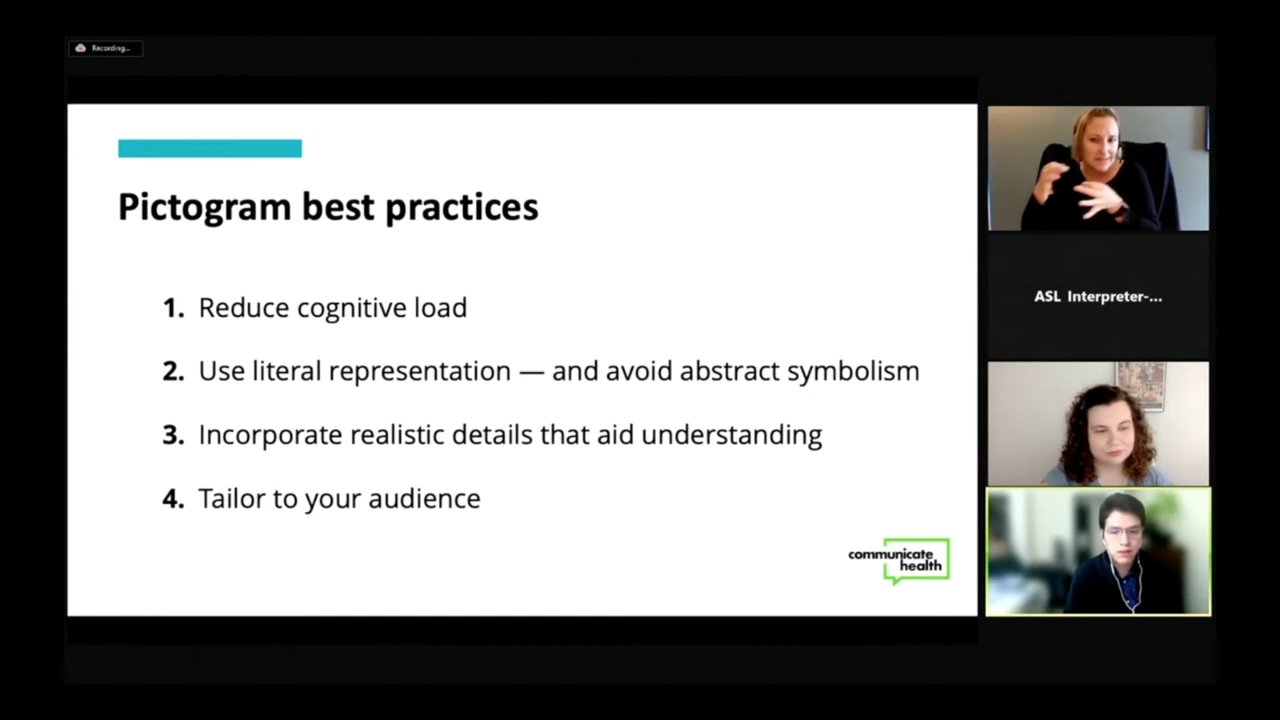 Recording...
Pictogram best practices
1. Reduce cognitive load
2. Use literal representation — and avoid abstract symbolism
3. Incorporate realistic details that aid understanding
4. Tailor to your audience
communicate
health
ASL Interpreter-...